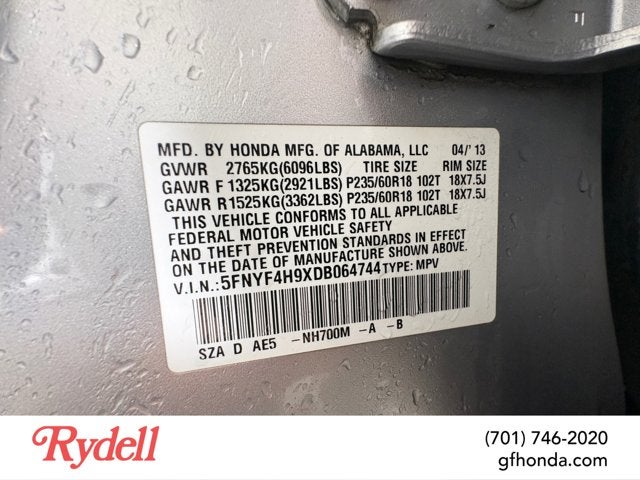 MFD. BY HONDA MFG. OF ALABAMA, LLC 04/'13
GVWR 2765KG(6096LBS) TIRE SIZE RIM SIZE
GAWR F 1325KG(2921LBS) P235/60R18 102T 18X7.5J
GAWR R1525KG(3362LBS) P235/60R18 102T 18X7.5J
THIS VEHICLE CONFORMS TO ALL APPLICABLE
FEDERAL MOTOR VEHICLE SAFETY
AND THEFT PREVENTION STANDARDS IN EFFECT
ON THE DATE OF MANUFACTURE SHOWN ABOVE.
V.I.N.:5FNYF4H9XDB064744 TYPE: MPV
SZA D AE5 -NH700M -A -B
Rydell
(701) 746-2020
gfhonda.com